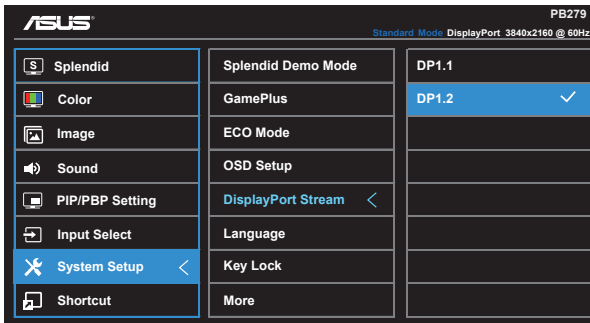 ASUS
PB279
Standard Mode DisplayPort 3840x2160 @ 60Hz
S Splendid
Color
Image
Sound
PIP/PBP Setting
Input Select
System Setup
Shortcut
Splendid Demo Mode
GamePlus
ECO Mode
OSD Setup
DisplayPort Stream
Language
Key Lock
More
DP1.1
DP1.2